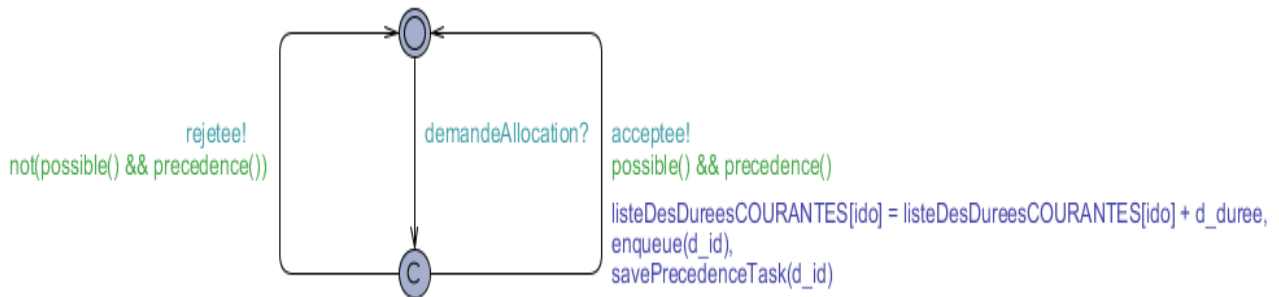 rejetee!
not(possible() && precedence())
demandeAllocation?
acceptee!
possible() && precedence()
listeDesDureesCOURANTES[ido] = listeDesDureesCOURANTES[ido] + d_duree,
enqueue(d_id),
savePrecedenceTask(d_id)
C